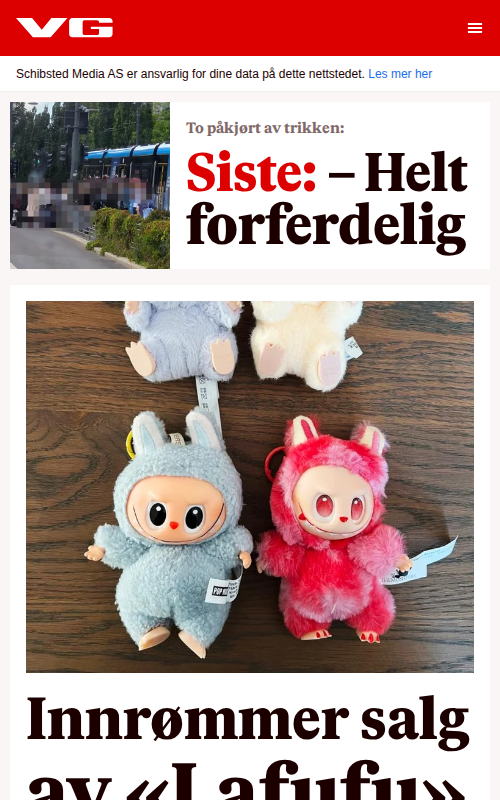 VG
Schibsted Media AS er ansvarlig for dine data på dette nettstedet. Les mer her
To påkjørt av trikken:
Siste: – Helt
forferdelig
POP
Innrømmer salg
av «Lafufu»